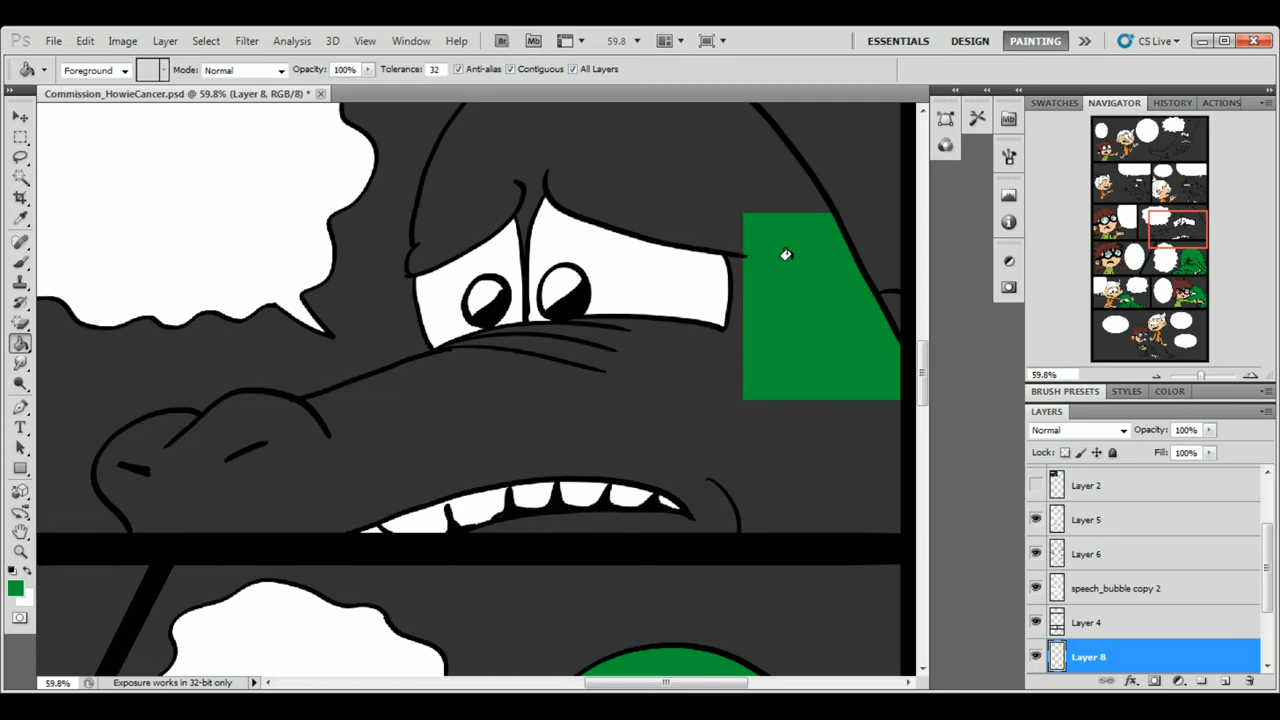 Ps File Edit Image Layer Select Filter Analysis 3D View Window Help Br Mb 59.8 ESSENTIALS DESIGN PAINTING CS Live
Foreground Mode: Normal Opacity: 100% Tolerance: 32 Anti-alias Contiguous All Layers
Commission_HowieCancer.psd @ 59.8% (Layer 8, RGB/8) *
SWATCHES NAVIGATOR HISTORY ACTIONS
Mb
59.8%
BRUSH PRESETS STYLES COLOR
LAYERS
Normal Opacity: 100%
Lock: Fill: 100%
Layer 2
Layer 5
Layer 6
speech_bubble copy 2
Layer 4
Layer 8
59.8% Exposure works in 32-bit only